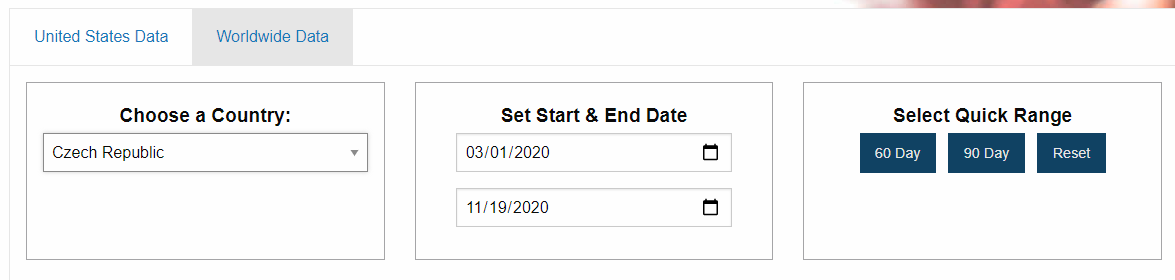 United States Data
Worldwide Data
Choose a Country:
Czech Republic
Set Start & End Date
03/01/2020
11/19/2020
Select Quick Range
60 Day
90 Day
Reset